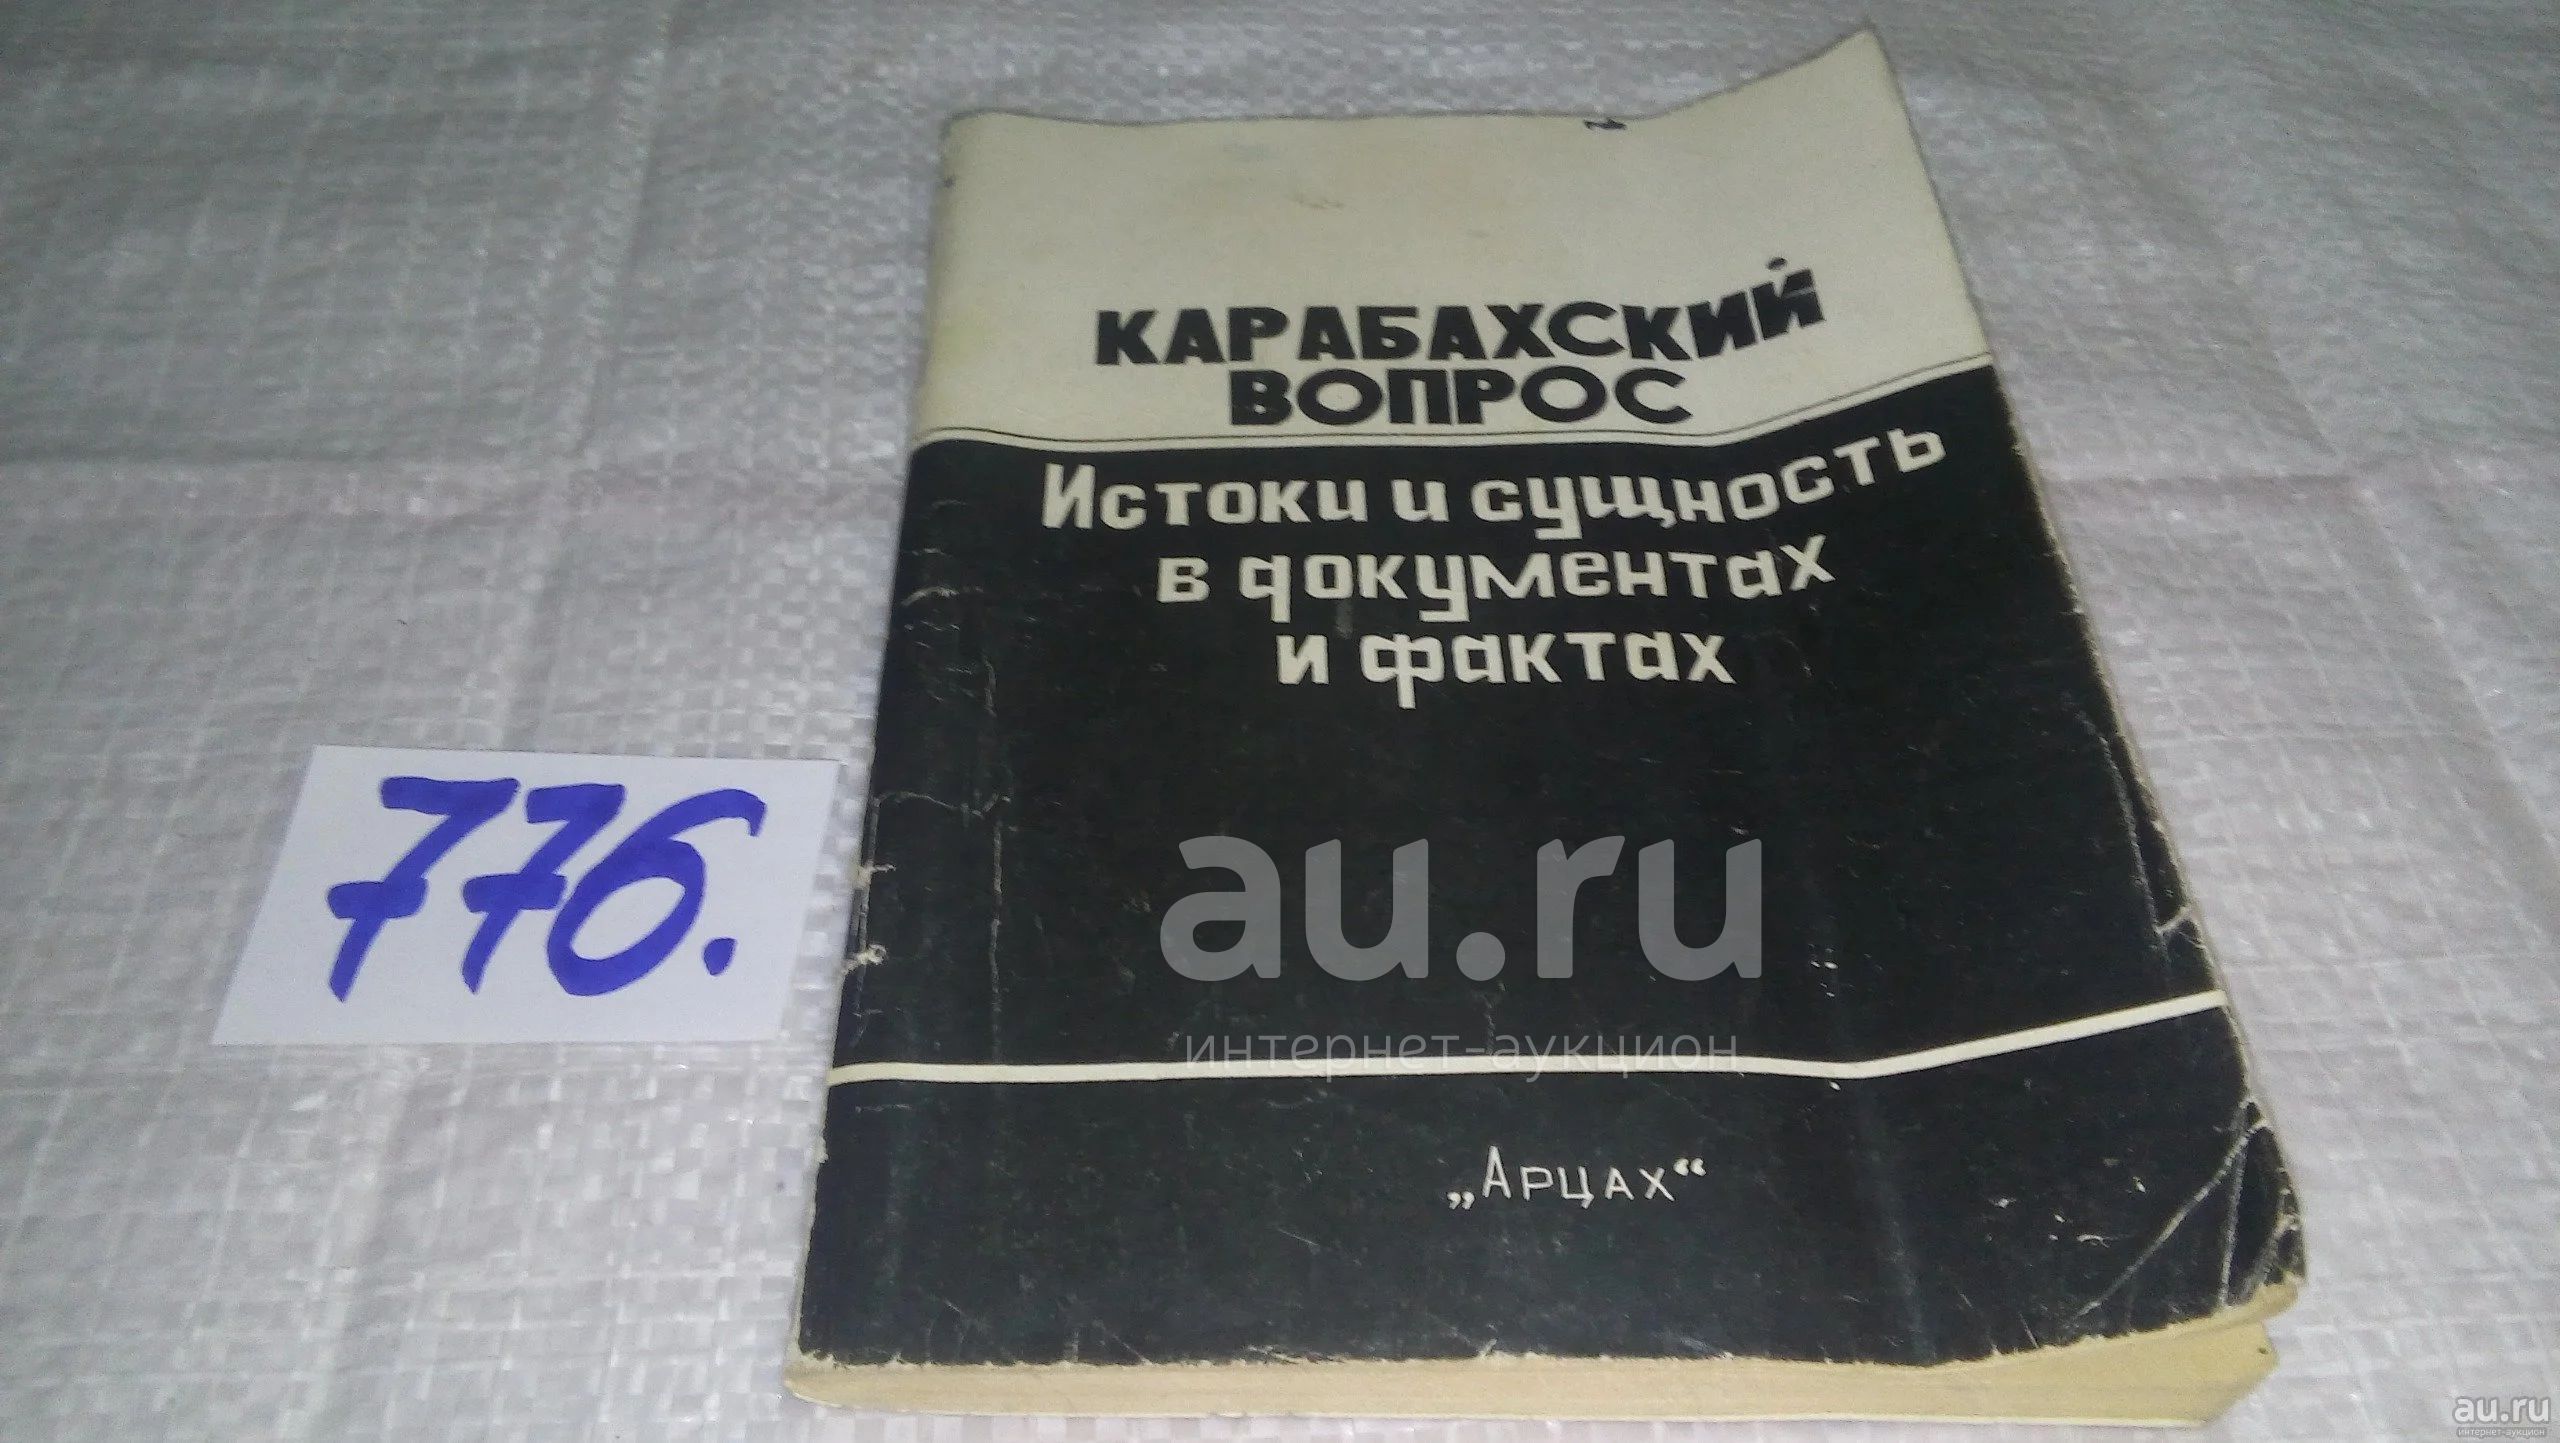 КАРАБАХСКИЙ
ВОПРОС
Истоки и сущность
в документах
и фактах
776.
au.ru
интернет-аукцион
„Арцах“
au.ru
интернет-аукцион